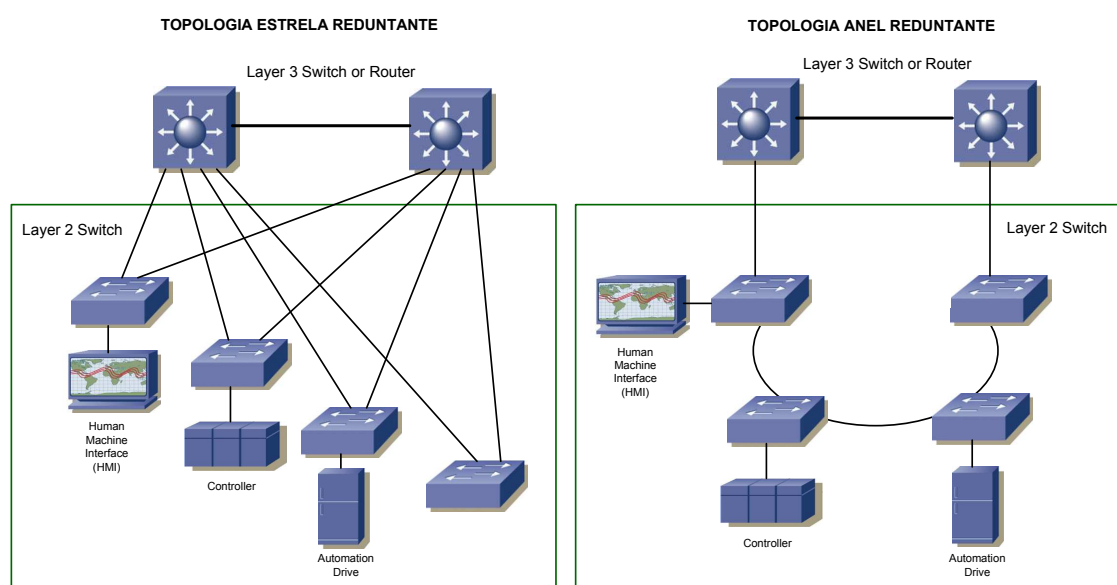 TOPOLOGIA ESTRELA REDUNTANTE
Layer 3 Switch or Router
Layer 2 Switch
Human
Machine
Interface
(HMI)
Controller
Automation
Drive
TOPOLOGIA ANEL REDUNTANTE
Layer 3 Switch or Router
Layer 2 Switch
Human
Machine
Interface
(HMI)
Controller
Automation
Drive